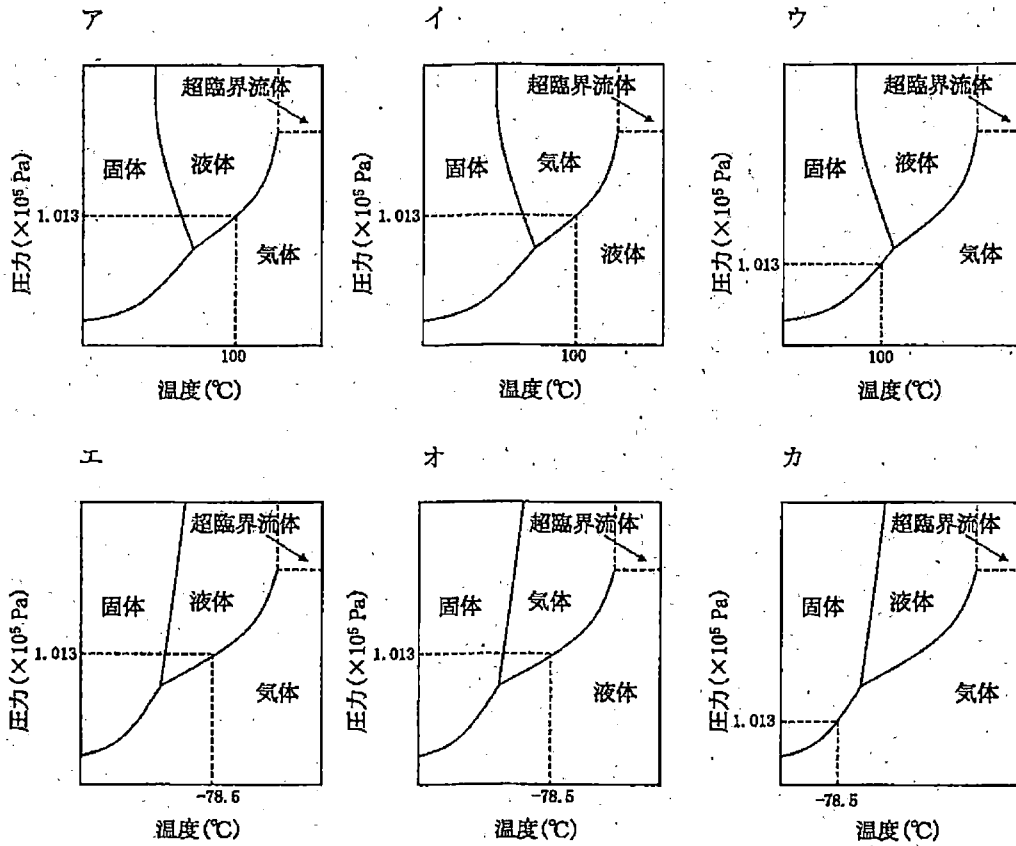 ア
超臨界流体
固体
液体
気体
1.013
圧力(×10⁵ Pa)
100
温度(℃)
イ
超臨界流体
固体
気体
液体
1.013
圧力(×10⁵ Pa)
100
温度(℃)
ウ
超臨界流体
固体
液体
気体
1.013
圧力(×10⁵ Pa)
100
温度(℃)
エ
超臨界流体
固体
液体
気体
1.013
圧力(×10⁵ Pa)
-78.5
温度(℃)
オ
超臨界流体
固体
気体
液体
1.013
圧力(×10⁵ Pa)
-78.5
温度(℃)
カ
超臨界流体
固体
液体
気体
1.013
圧力(×10⁵ Pa)
-78.5
温度(℃)